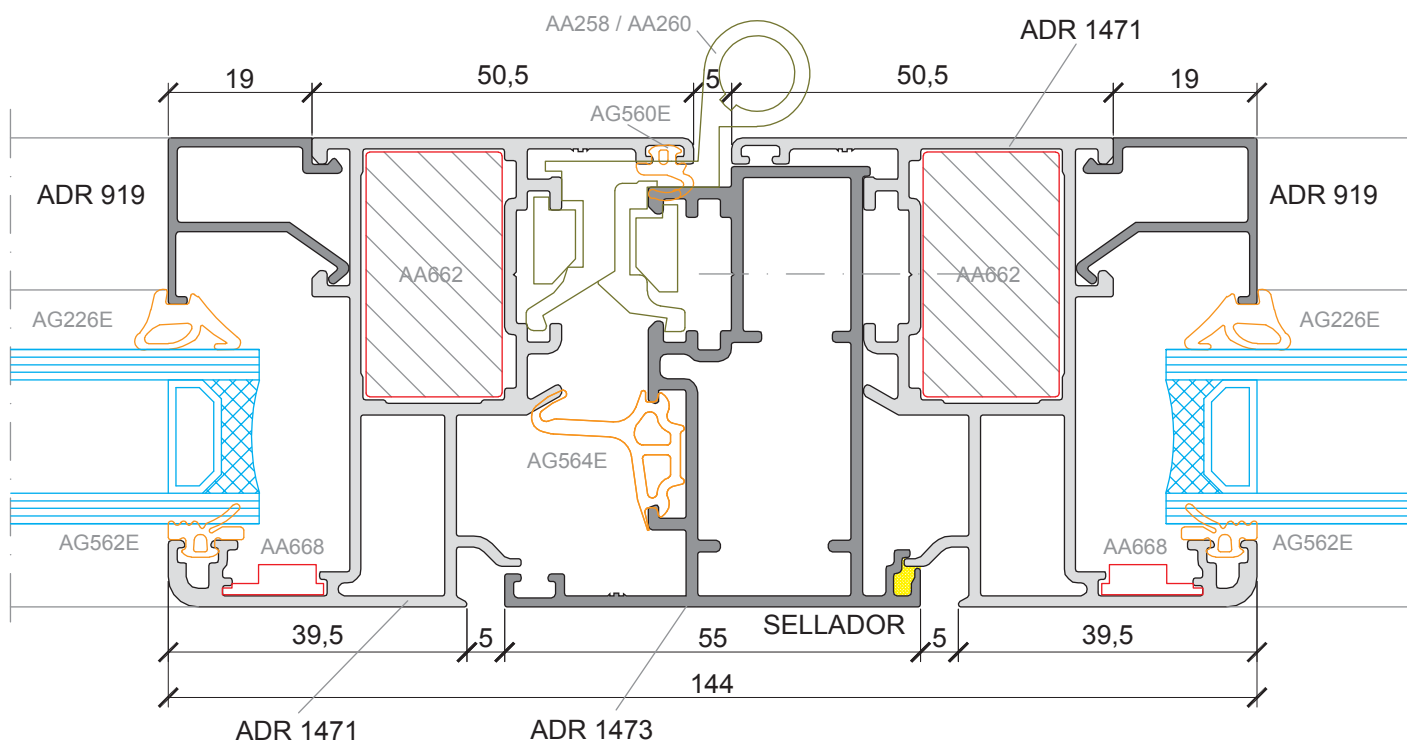 AA258 / AA260
ADR 1471
19
50,5
5
50,5
19
AG560E
ADR 919
ADR 919
AA662
AA662
AG226E
AG226E
AG564E
AG562E
AA668
AA668
AG562E
SELLADOR
39,5
5
55
5
39,5
144
ADR 1471
ADR 1473